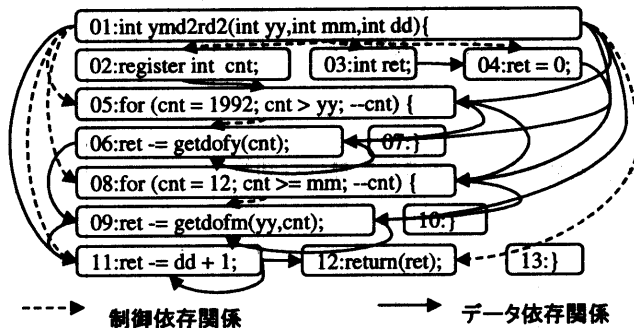 01:int ymd2rd2(int yy,int mm,int dd){
02:register int cnt; 03:int ret; 04:ret = 0;
05:for (cnt = 1992; cnt > yy; --cnt) {
06:ret -= getdofy(cnt); 07:}
08:for (cnt = 12; cnt >= mm; --cnt) {
09:ret -= getdofm(yy,cnt); 10:}
11:ret -= dd + 1; 12:return(ret); 13:}
制御依存関係 データ依存関係